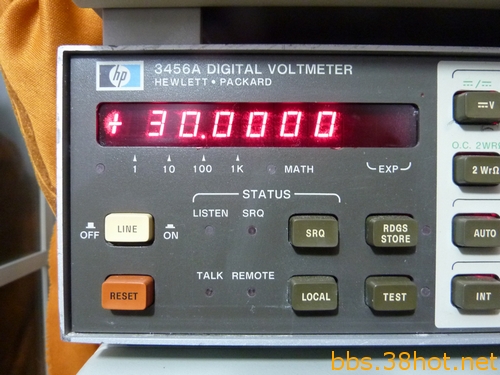 hp 3456A DIGITAL VOLTMETER
HEWLETT • PACKARD
+ 30.0000
1 10 100 1K MATH EXP
STATUS
LISTEN SRQ
OFF LINE ON SRQ RDGS STORE
TALK REMOTE
RESET LOCAL TEST
⎓V
O.C. 2WR
2 WrΩ
AUTO
INT
bbs.38hot.net